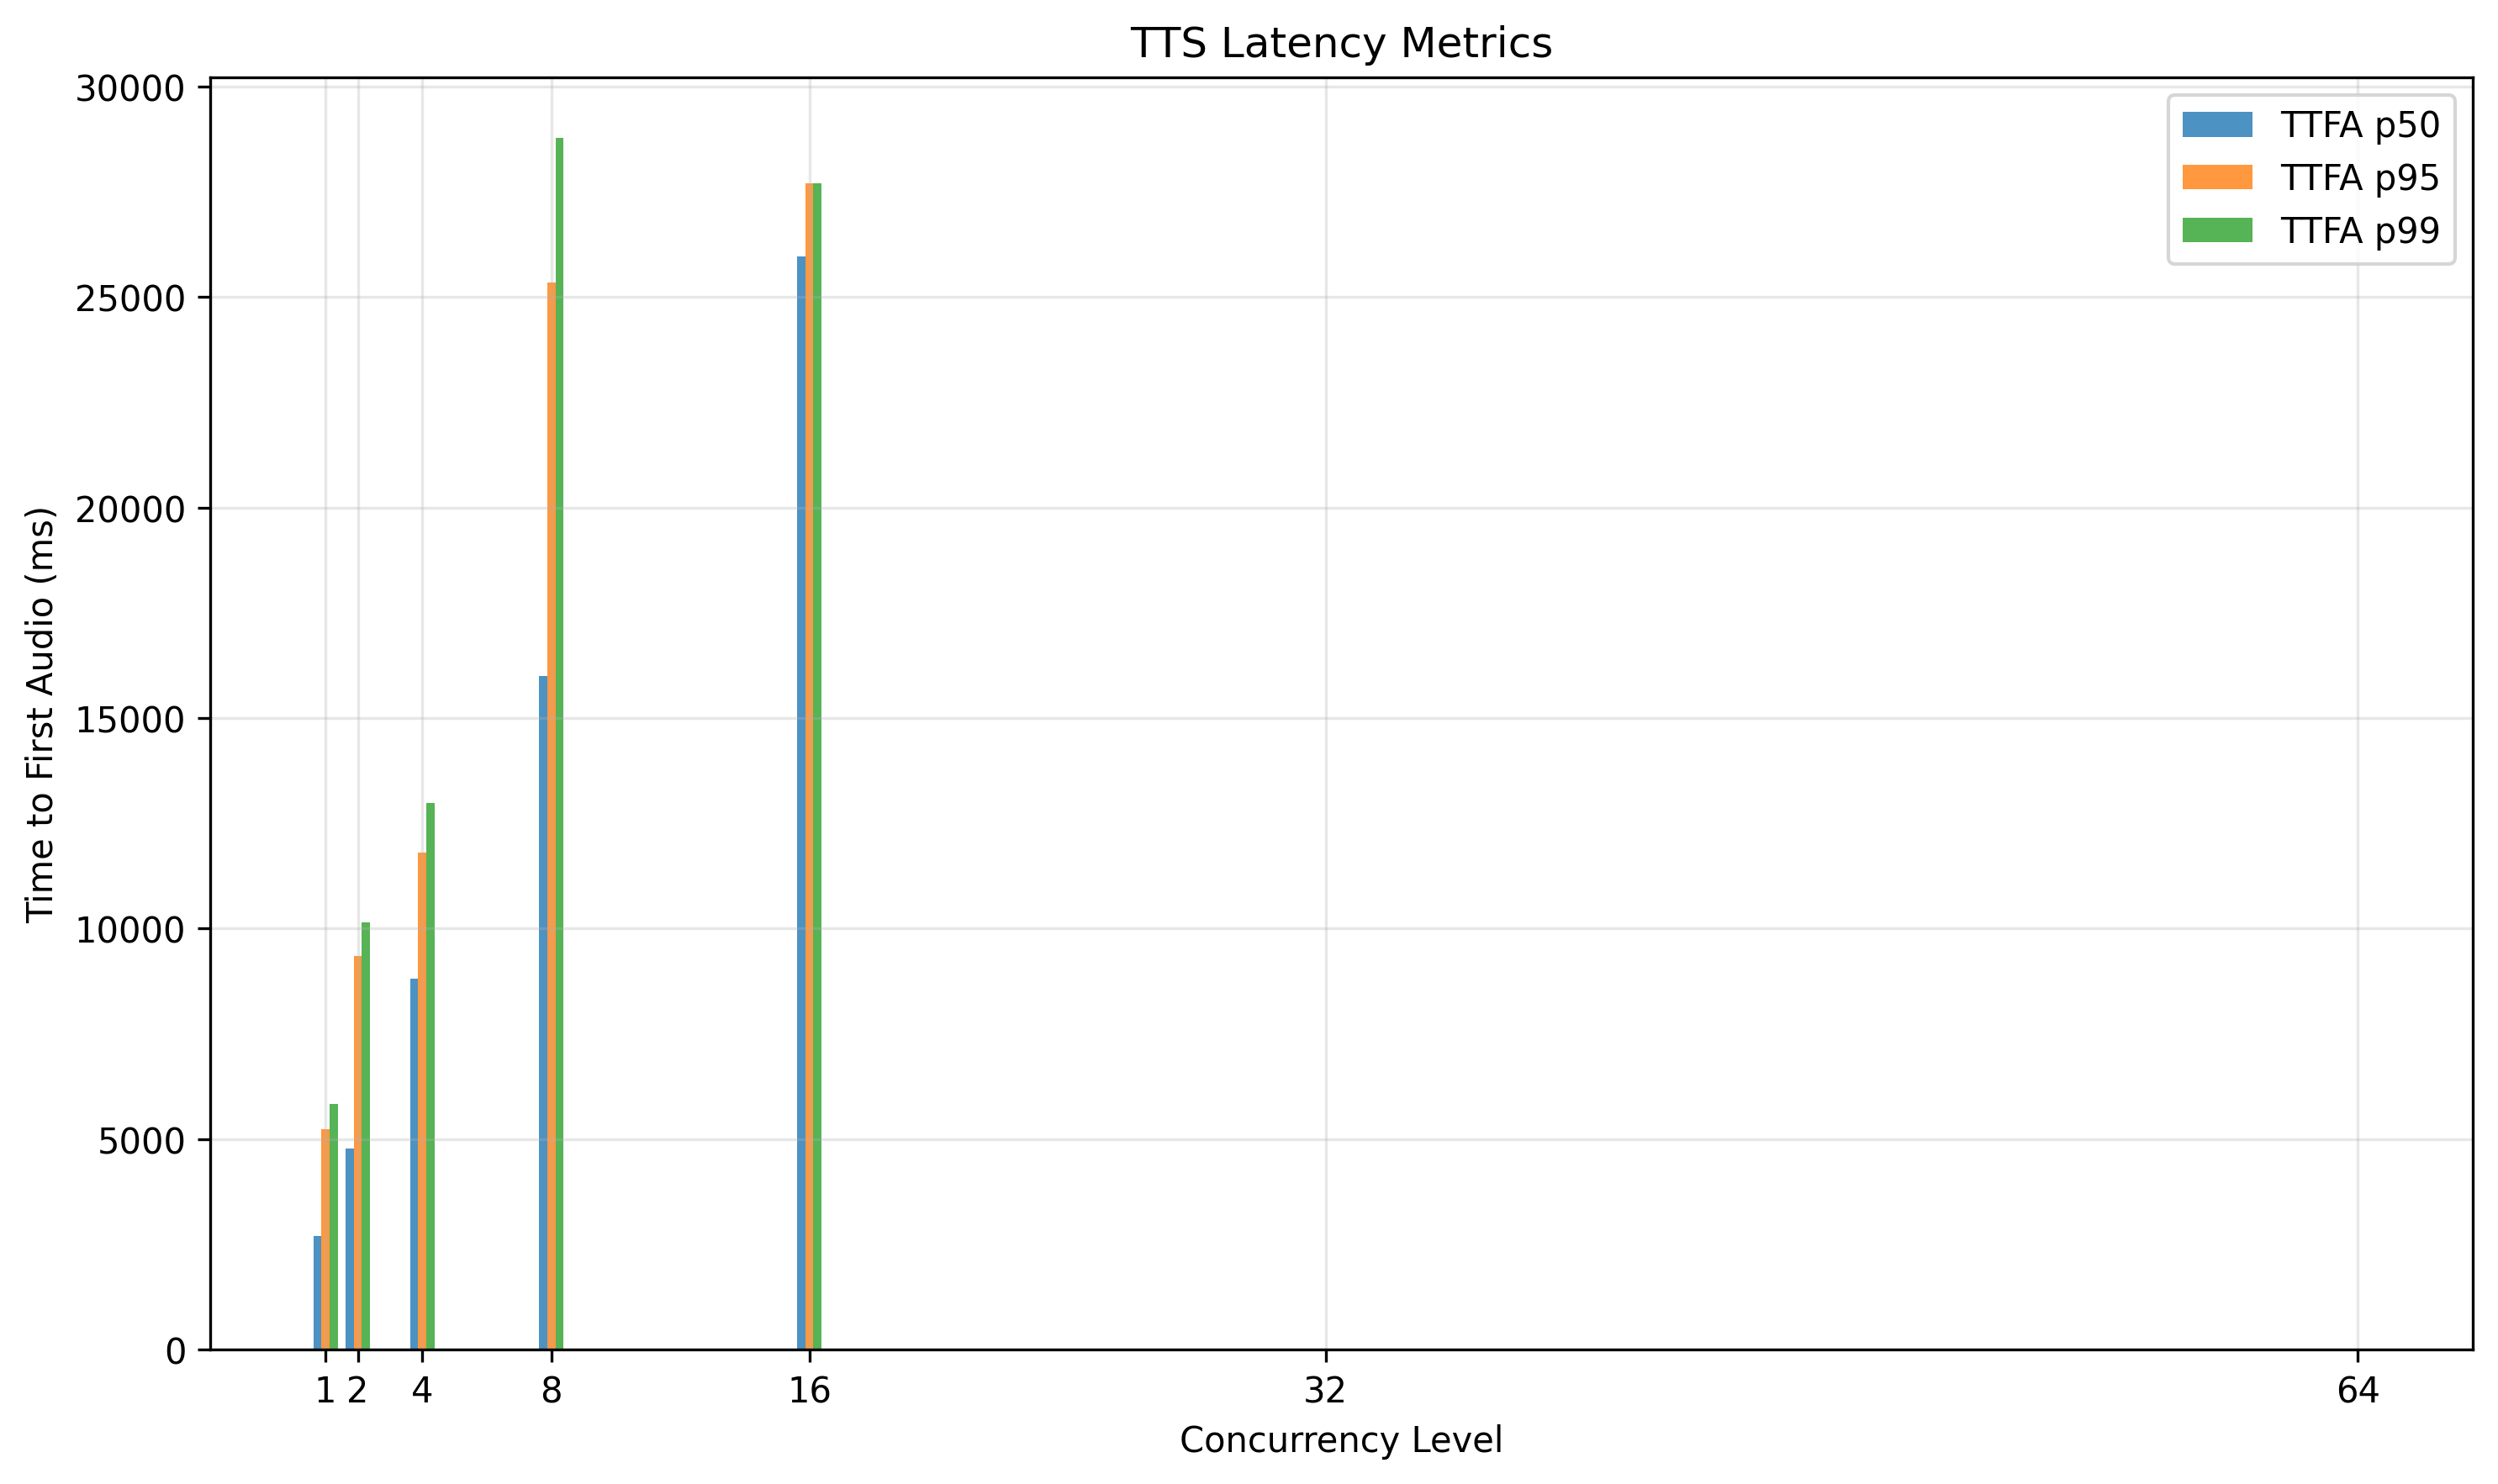 TTS Latency Metrics
30000
25000
20000
15000
10000
5000
0
Time to First Audio (ms)
TTFA p50
TTFA p95
TTFA p99
1 2 4 8 16 32 64
Concurrency Level